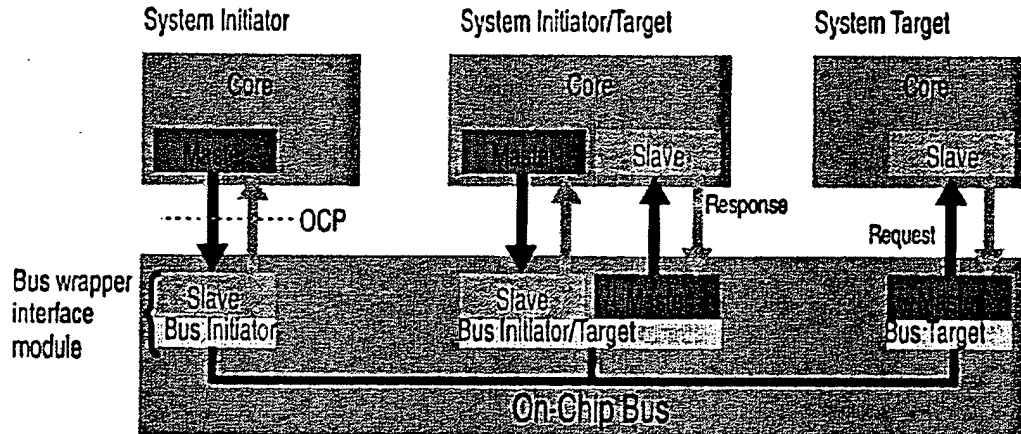 System Initiator
System Initiator/Target
System Target
Core
Core
Core
Master
Master
Slave
Slave
OCP
Response
Request
Bus wrapper
interface
module
Slave
Slave
Master
Master
Bus Initiator
Bus Initiator/Target
Bus Target
On-Chip Bus